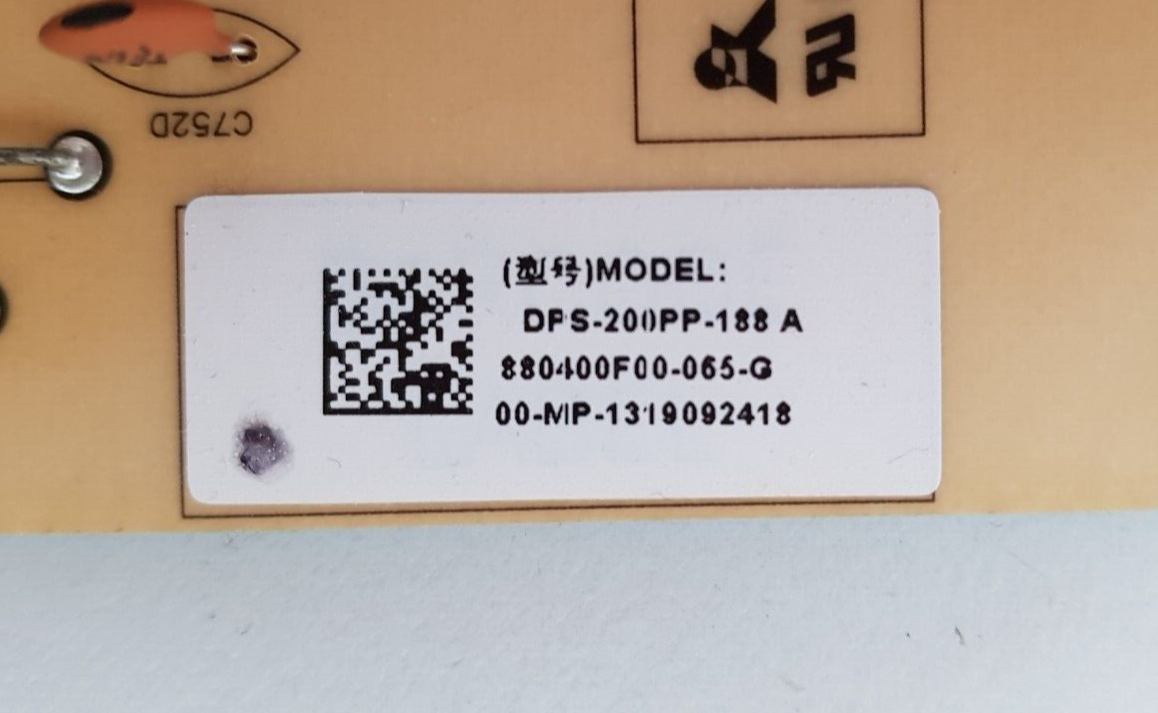 C752D
(型号)MODEL:
DPS-200PP-188 A
880400F00-065-G
00-MP-1319092418